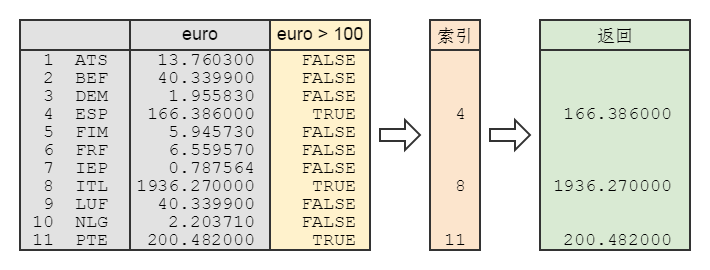 euro euro > 100 索引 返回
1 ATS 13.760300 FALSE
2 BEF 40.339900 FALSE
3 DEM 1.955830 FALSE
4 ESP 166.386000 TRUE 4 166.386000
5 FIM 5.945730 FALSE
6 FRF 6.559570 FALSE
7 IEP 0.787564 FALSE
8 ITL 1936.270000 TRUE 8 1936.270000
9 LUF 40.339900 FALSE
10 NLG 2.203710 FALSE
11 PTE 200.482000 TRUE 11 200.482000